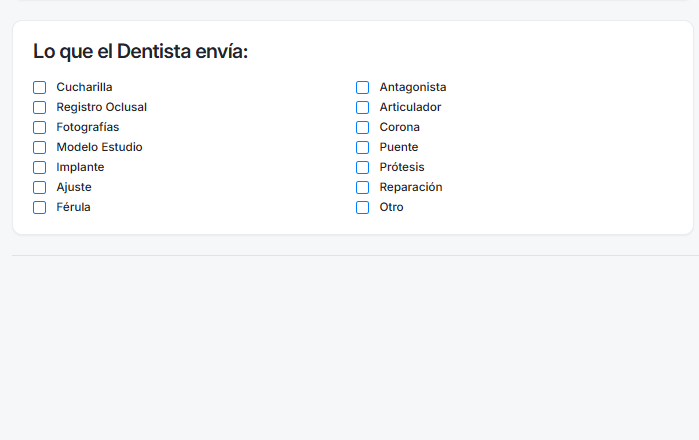 Lo que el Dentista envía:
Cucharilla
Registro Oclusal
Fotografías
Modelo Estudio
Implante
Ajuste
Férula
Antagonista
Articulador
Corona
Puente
Prótesis
Reparación
Otro